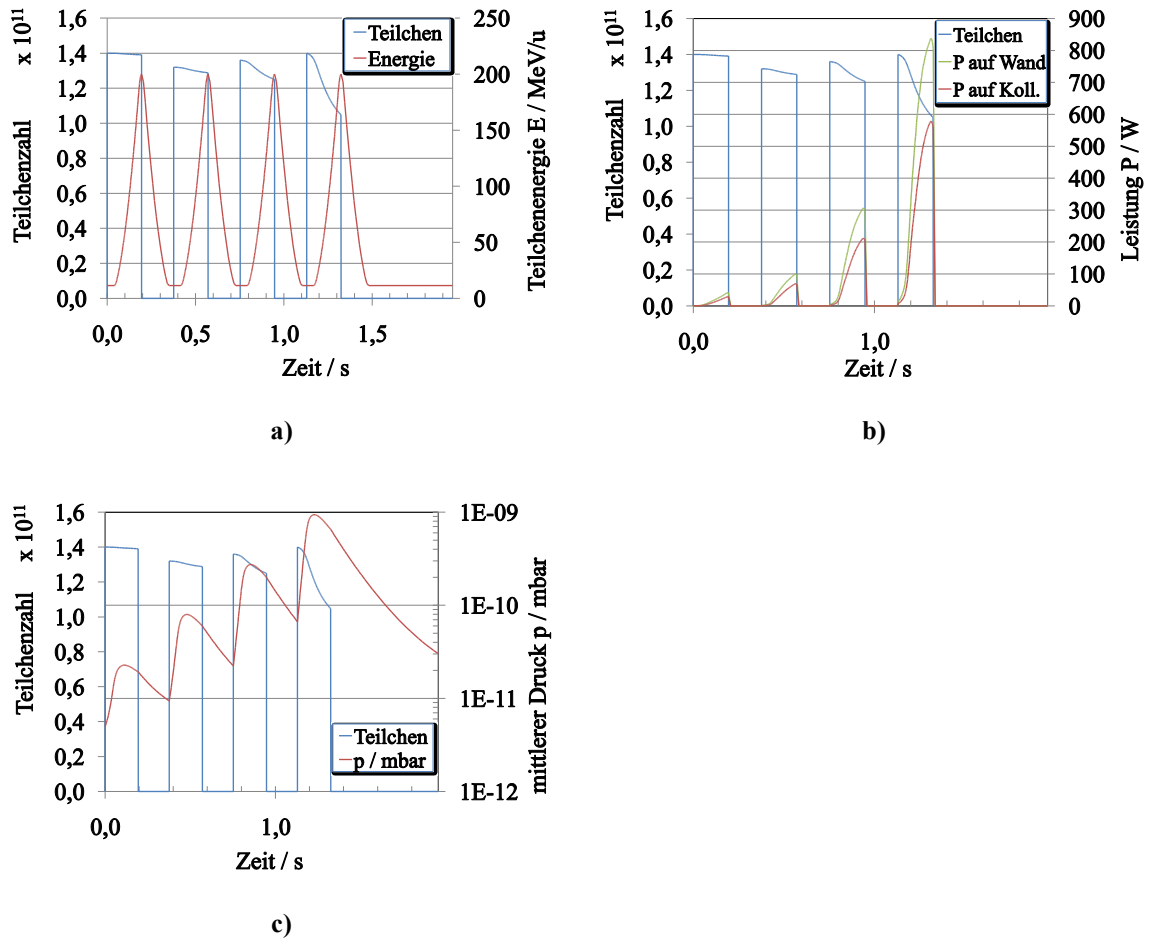 x 10¹¹
Teilchenzahl
1,6
1,4
1,2
1,0
0,8
0,6
0,4
0,2
0,0
Teilchen
Energie
250
200
150
100
50
0
Teilchenenergie E / MeV/u
0,0 0,5 1,0 1,5
Zeit / s
a)
x 10¹¹
Teilchenzahl
1,6
1,4
1,2
1,0
0,8
0,6
0,4
0,2
0,0
Teilchen
P auf Wand
P auf Koll.
900
800
700
600
500
400
300
200
100
0
Leistung P / W
0,0 1,0
Zeit / s
b)
x 10¹¹
Teilchenzahl
1,6
1,4
1,2
1,0
0,8
0,6
0,4
0,2
0,0
Teilchen
p / mbar
1E-09
1E-10
1E-11
1E-12
mittlerer Druck p / mbar
0,0 1,0
Zeit / s
c)